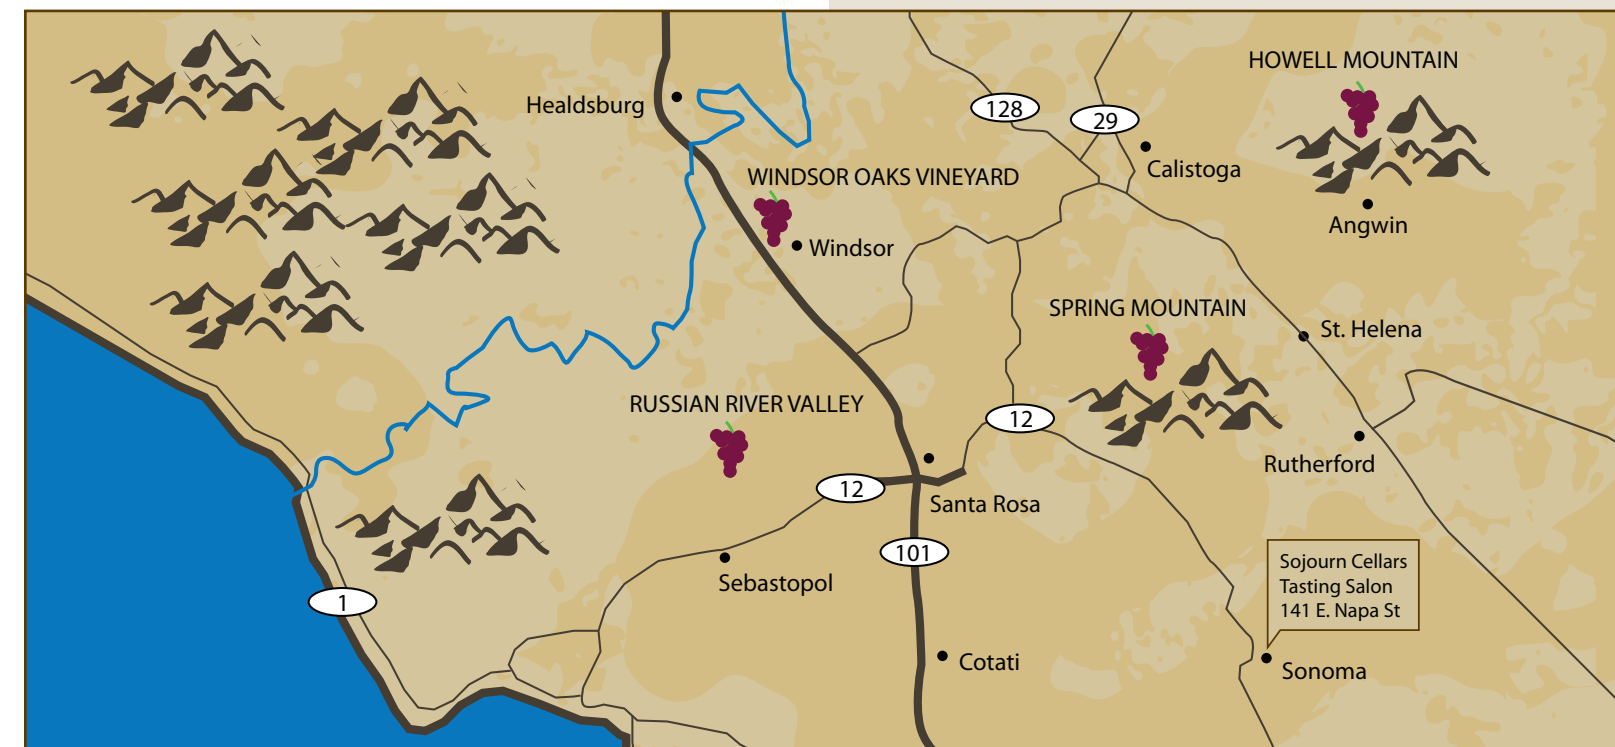 HOWELL MOUNTAIN
Healdsburg
128
29
Calistoga
WINDSOR OAKS VINEYARD
Angwin
Windsor
SPRING MOUNTAIN
St. Helena
RUSSIAN RIVER VALLEY
12
Rutherford
12
Santa Rosa
101
Sojourn Cellars
Tasting Salon
141 E. Napa St
Sebastopol
1
Cotati
Sonoma